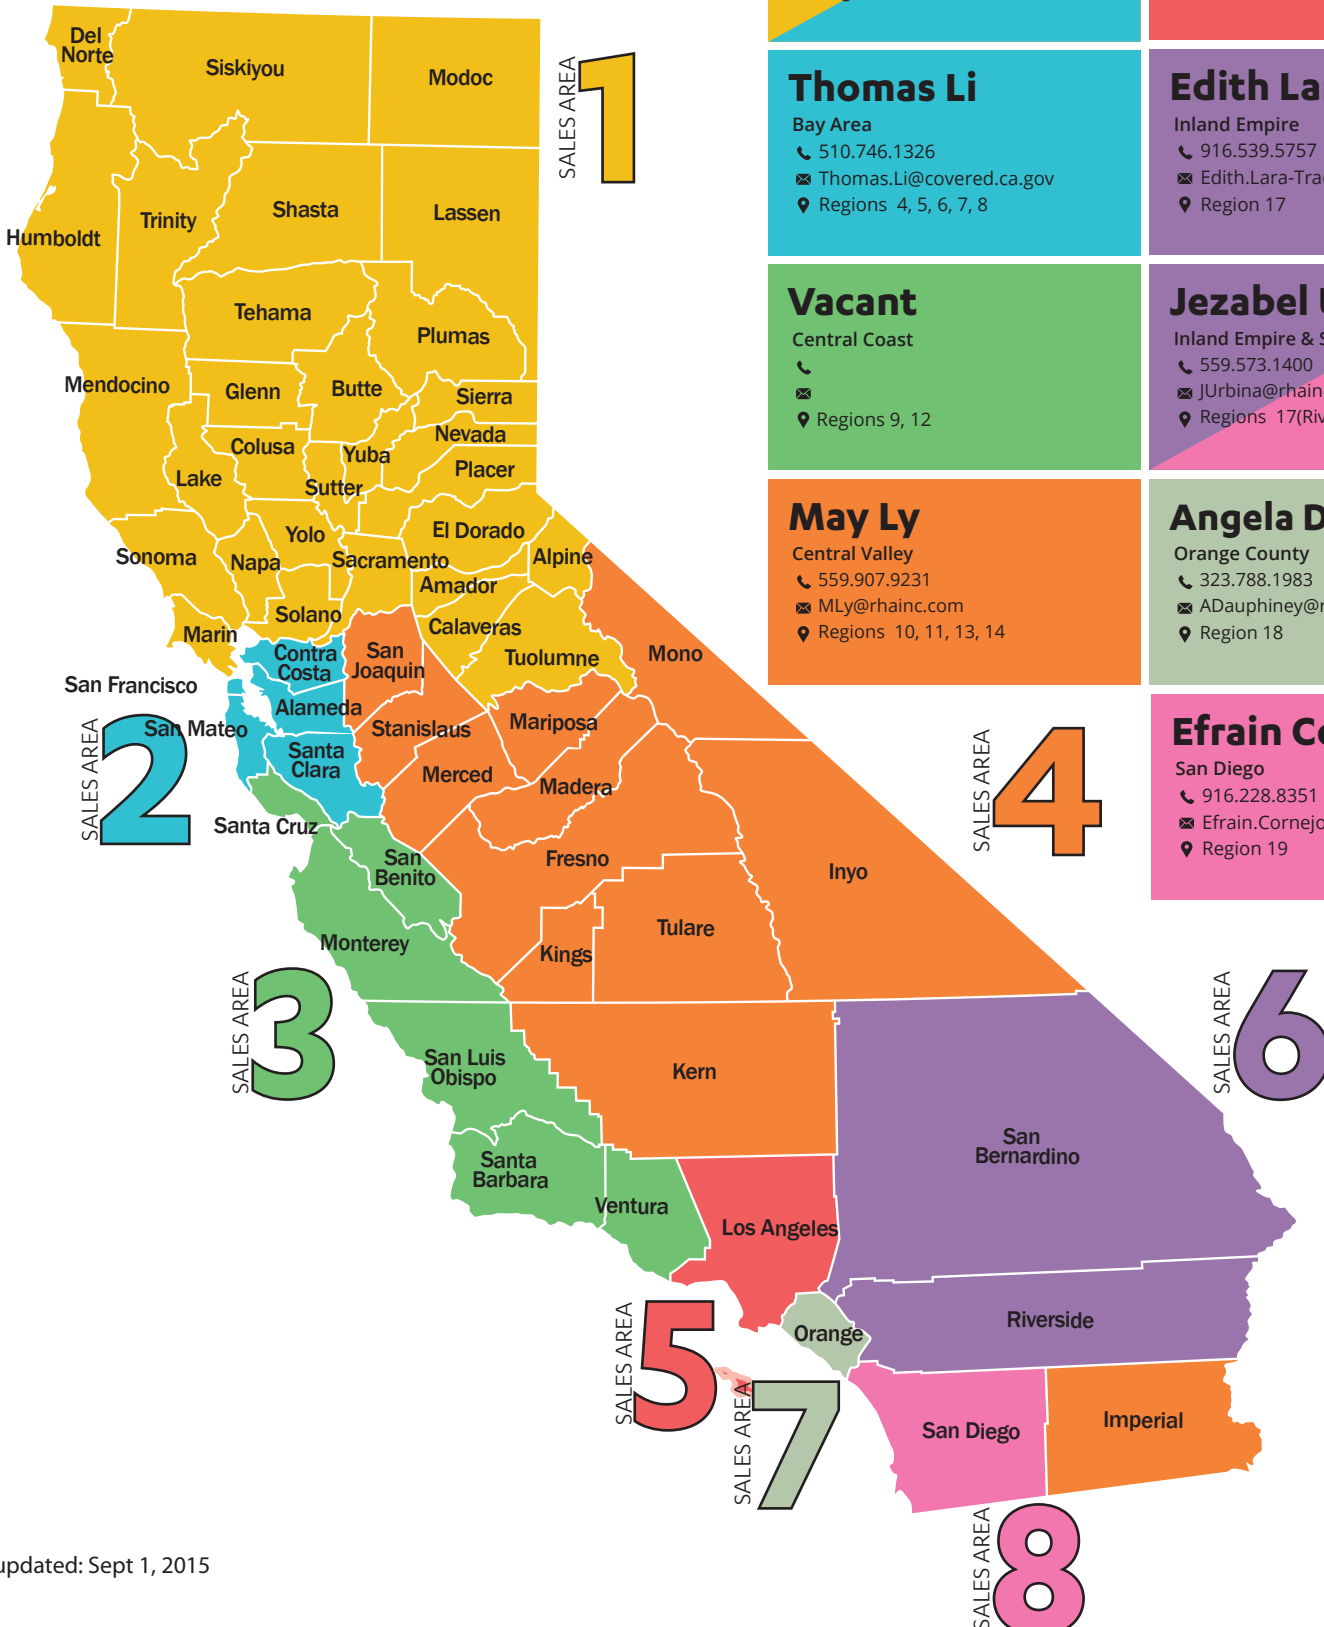 Del
Norte
Siskiyou
Modoc
SALES AREA
1
Humboldt
Trinity
Shasta
Lassen
Tehama
Plumas
Mendocino
Glenn
Butte
Sierra
Colusa
Yuba
Nevada
Lake
Sutter
Placer
Sonoma
Napa
Yolo
Sacramento
El Dorado
Alpine
Amador
Solano
Marin
Calaveras
Tuolumne
Mono
San Francisco
Contra
Costa
San
Joaquin
Alameda
San Mateo
Santa
Clara
Stanislaus
Mariposa
Merced
Madera
SALES AREA
2
SALES AREA
4
Santa Cruz
San
Benito
Fresno
Inyo
Monterey
Kings
Tulare
SALES AREA
3
SALES AREA
6
San Luis
Obispo
Kern
San
Bernardino
Santa
Barbara
Ventura
Los Angeles
Orange
Riverside
SALES AREA
5
SALES AREA
7
San Diego
Imperial
SALES AREA
8
Thomas Li
Bay Area
510.746.1326
Thomas.Li@covered.ca.gov
Regions 4, 5, 6, 7, 8
Vacant
Central Coast
Regions 9, 12
May Ly
Central Valley
559.907.9231
MLy@rhainc.com
Regions 10, 11, 13, 14
Edith La
Inland Empire
916.539.5757
Edith.Lara-Tra
Region 17
Jezabel
Inland Empire & S
559.573.1400
JUrbina@rhain
Regions 17(Riv
Angela D
Orange County
323.788.1983
ADauphiney@r
Region 18
Efrain Co
San Diego
916.228.8351
Efrain.Cornejo
Region 19
updated: Sept 1, 2015